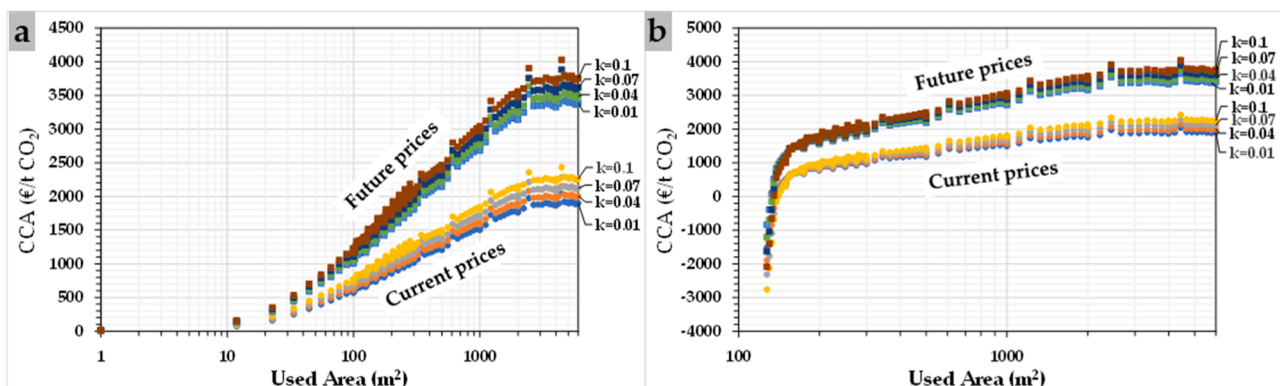 a
4500
4000
3500
3000
2500
2000
1500
1000
500
0
CCA (€/t CO₂)
Future prices
Current prices
k=0.1
k=0.07
k=0.04
k=0.01
k=0.1
k=0.07
k=0.04
k=0.01
1
10
100
1000
Used Area (m²)
b
5000
4000
3000
2000
1000
0
-1000
-2000
-3000
-4000
CCA (€/t CO₂)
Future prices
Current prices
k=0.1
k=0.07
k=0.04
k=0.01
k=0.1
k=0.07
k=0.04
k=0.01
100
1000
Used Area (m²)